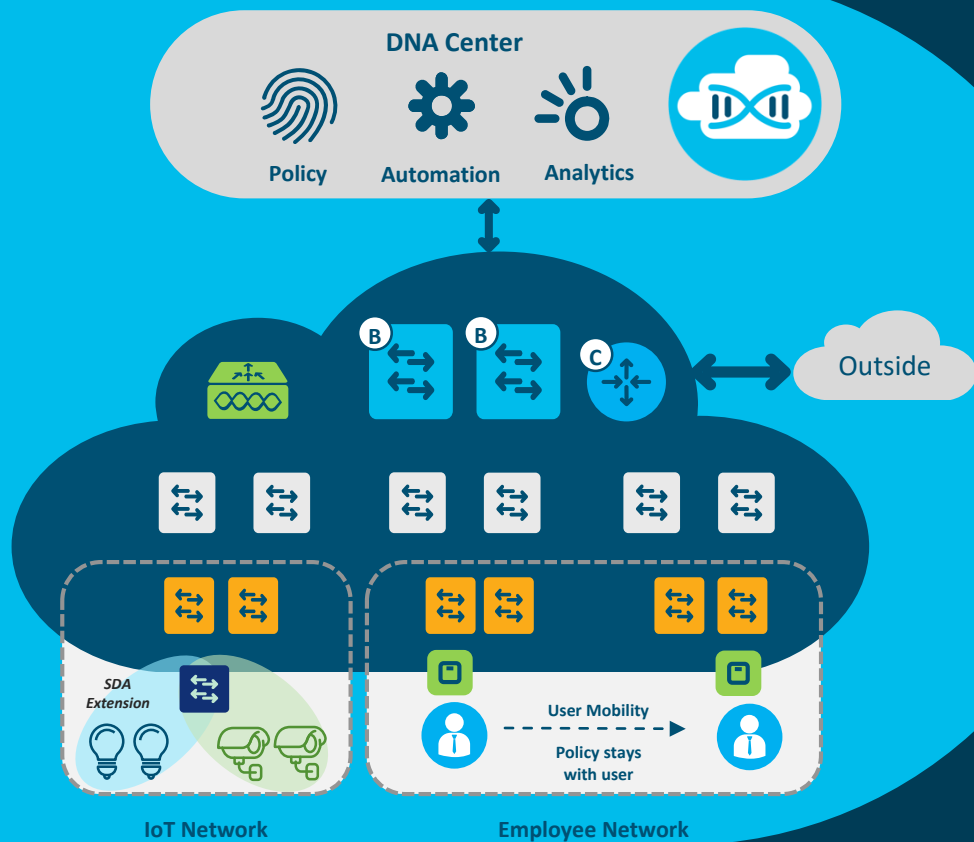 DNA Center
Policy
Automation
Analytics
B
B
C
Outside
SDA
Extension
User Mobility
Policy stays
with user
IoT Network
Employee Network